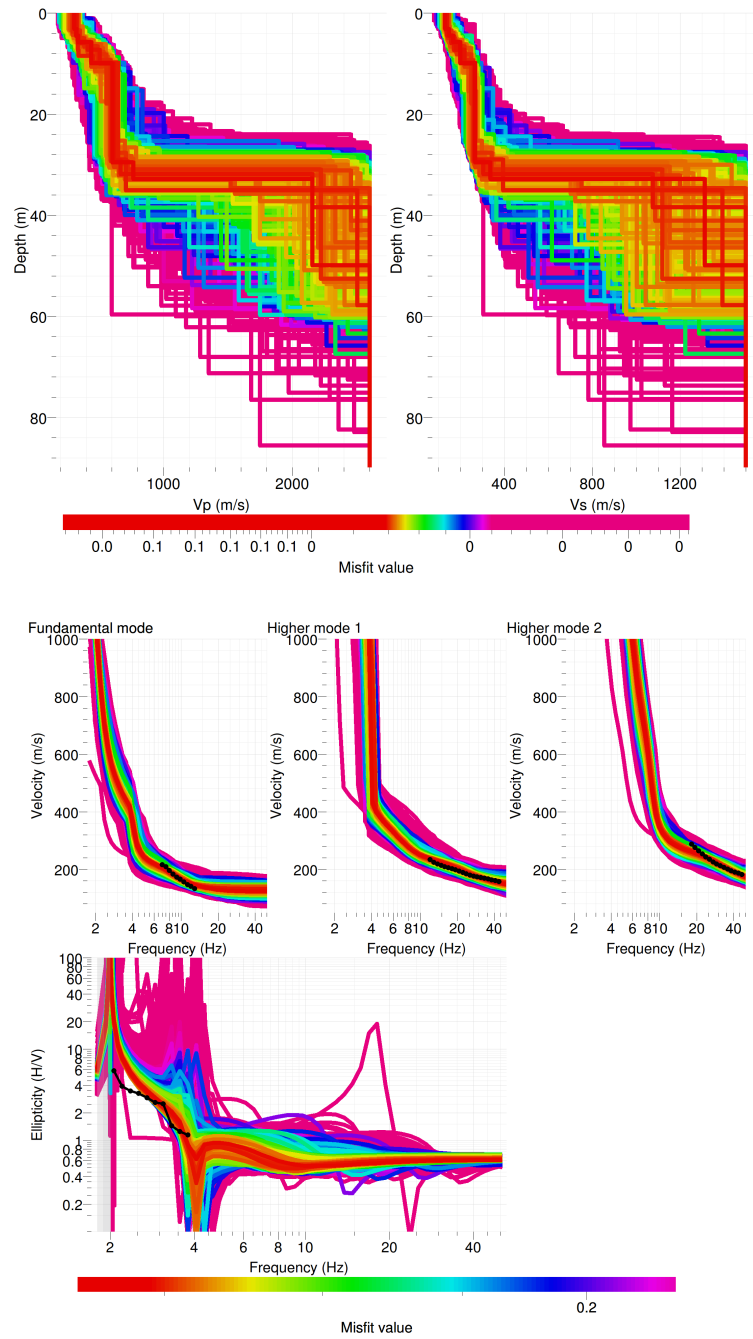 0
20
40
60
80
Depth (m)
1000
2000
Vp (m/s)
0
20
40
60
80
Depth (m)
400
800
1200
Vs (m/s)
0.0 0.1 0.1 0.1 0.1 0.1 0 0 0 0 0
Misfit value
Fundamental mode
1000
800
600
400
200
Velocity (m/s)
2 4 6 8 10 20 40
Frequency (Hz)
Higher mode 1
1000
800
600
400
200
Velocity (m/s)
2 4 6 8 10 20 40
Frequency (Hz)
Higher mode 2
1000
800
600
400
200
Velocity (m/s)
2 4 6 8 10 20 40
Frequency (Hz)
100
80
60
40
20
10
8
6
4
2
1
0.8
0.6
0.4
0.2
Ellipticity (H/V)
2 4 6 8 10 20 40
Frequency (Hz)
0.2
Misfit value